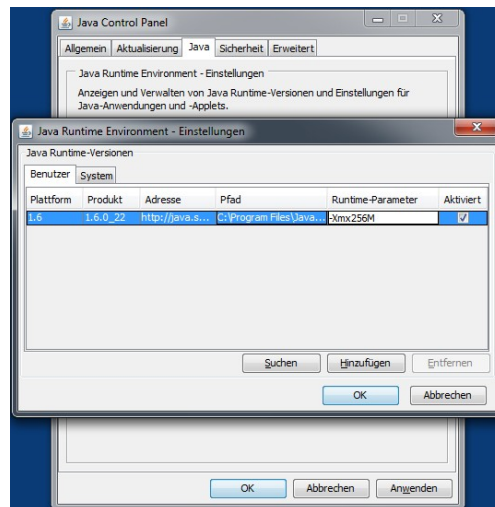 Java Control Panel
Allgemein Aktualisierung Java Sicherheit Erweitert
Java Runtime Environment - Einstellungen
Anzeigen und Verwalten von Java Runtime-Versionen und Einstellungen für
Java-Anwendungen und -Applets.
Java Runtime Environment - Einstellungen
Java Runtime-Versionen
Benutzer System
Plattform Produkt Adresse Pfad Runtime-Parameter Aktiviert
1.6 1.6.0_22 http://java.s... C:\Program Files\Java... -Xmx256M
Suchen Hinzufügen Entfernen
OK Abbrechen
OK Abbrechen Anwenden